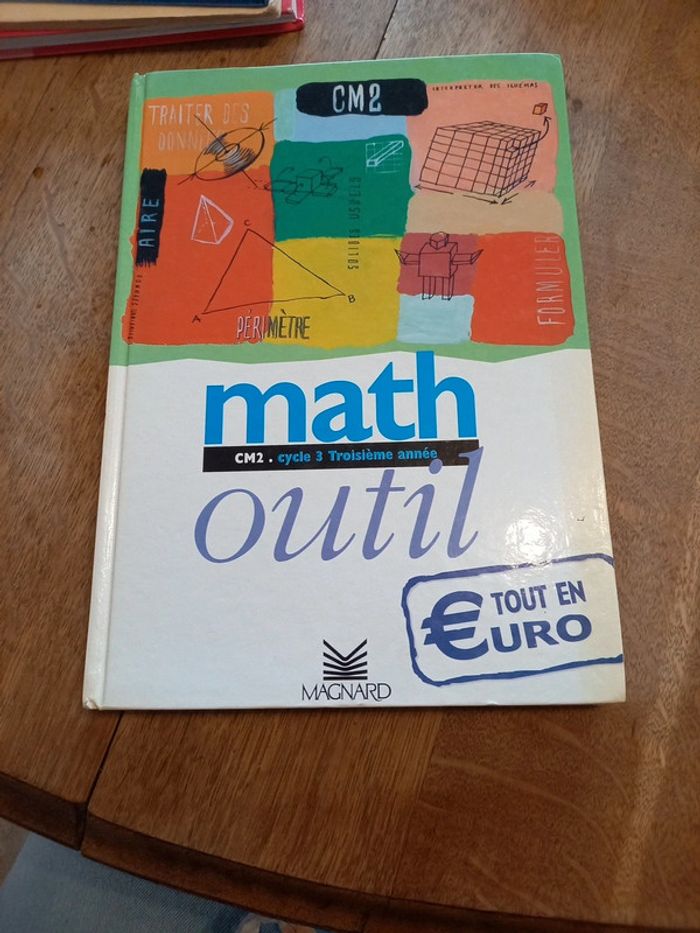 CM2
INTERPRETER DES SCHEMAS
TRAITER DES
DONNEES
AIRE
SOLIDES USUELS
C
A
B
PÉRIMÈTRE
FORMULER
math
CM2 . cycle 3 Troisième année
outil
TOUT EN
€URO
MAGNARD